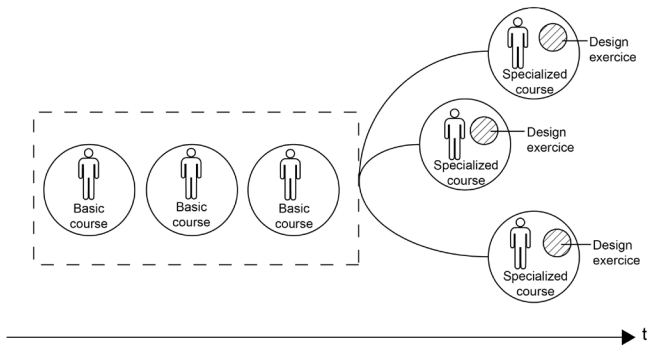 Basic
course
Basic
course
Basic
course
Specialized
course
Design
exercice
Specialized
course
Design
exercice
Specialized
course
Design
exercice
t